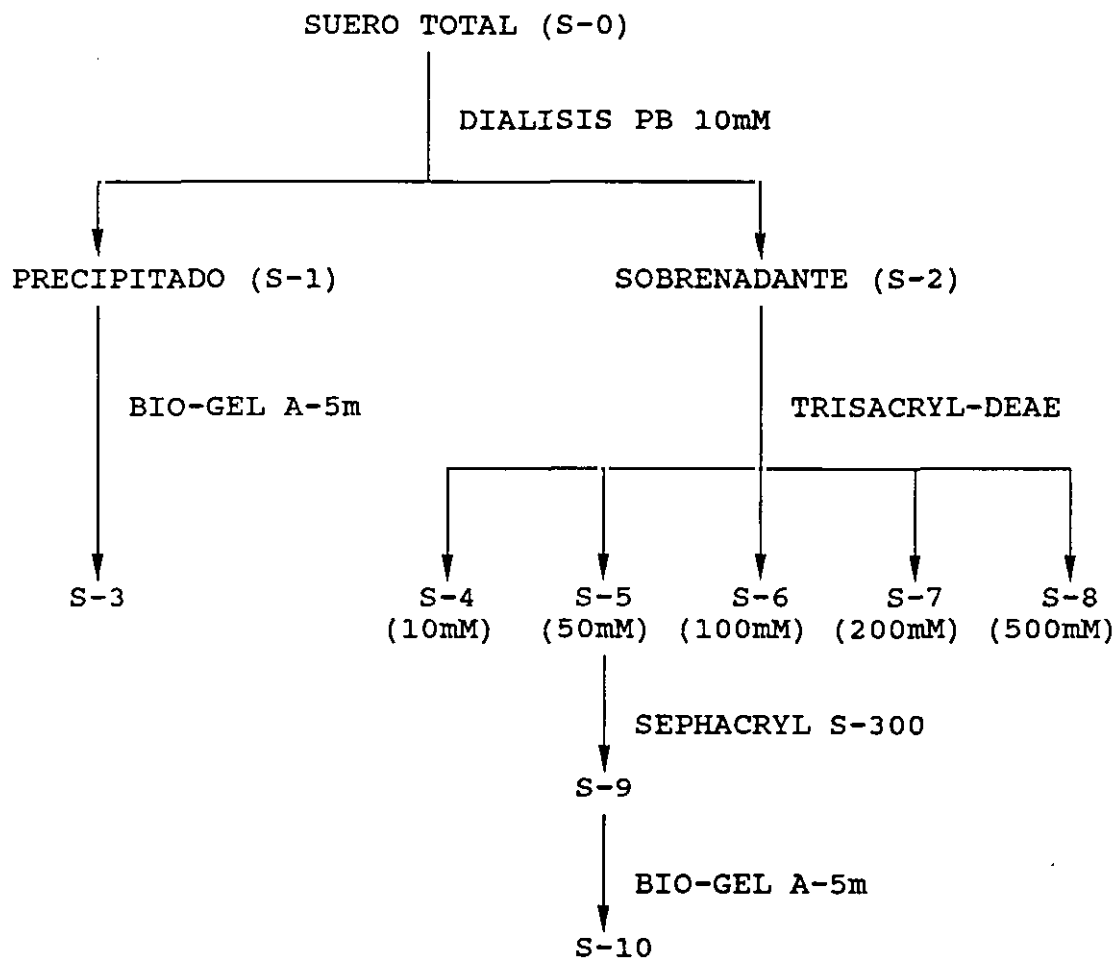 SUERO TOTAL (S-0)
DIALISIS PB 10mM
PRECIPITADO (S-1)
SOBRENADANTE (S-2)
BIO-GEL A-5m
TRISACRYL-DEAE
S-3
S-4 S-5 S-6 S-7 S-8
(10mM) (50mM) (100mM) (200mM) (500mM)
SEPHACRYL S-300
S-9
BIO-GEL A-5m
S-10